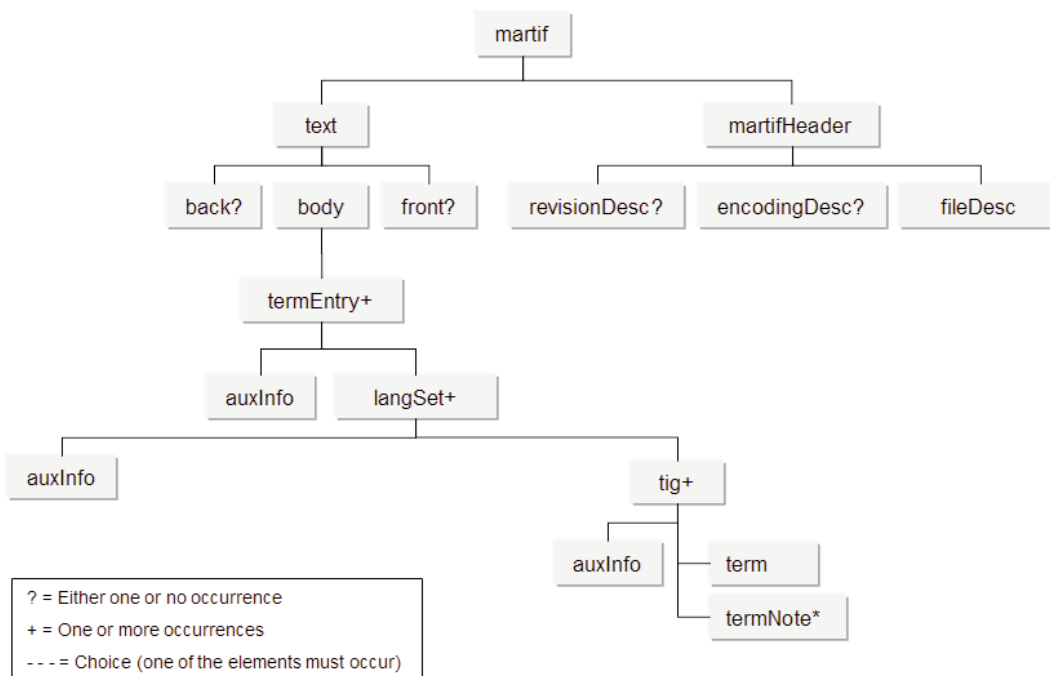 martif
text martifHeader
back? body front? revisionDesc? encodingDesc? fileDesc
termEntry+
auxInfo langSet+
auxInfo
tig+
auxInfo term
termNote*
? = Either one or no occurrence
+ = One or more occurrences
- - - = Choice (one of the elements must occur)